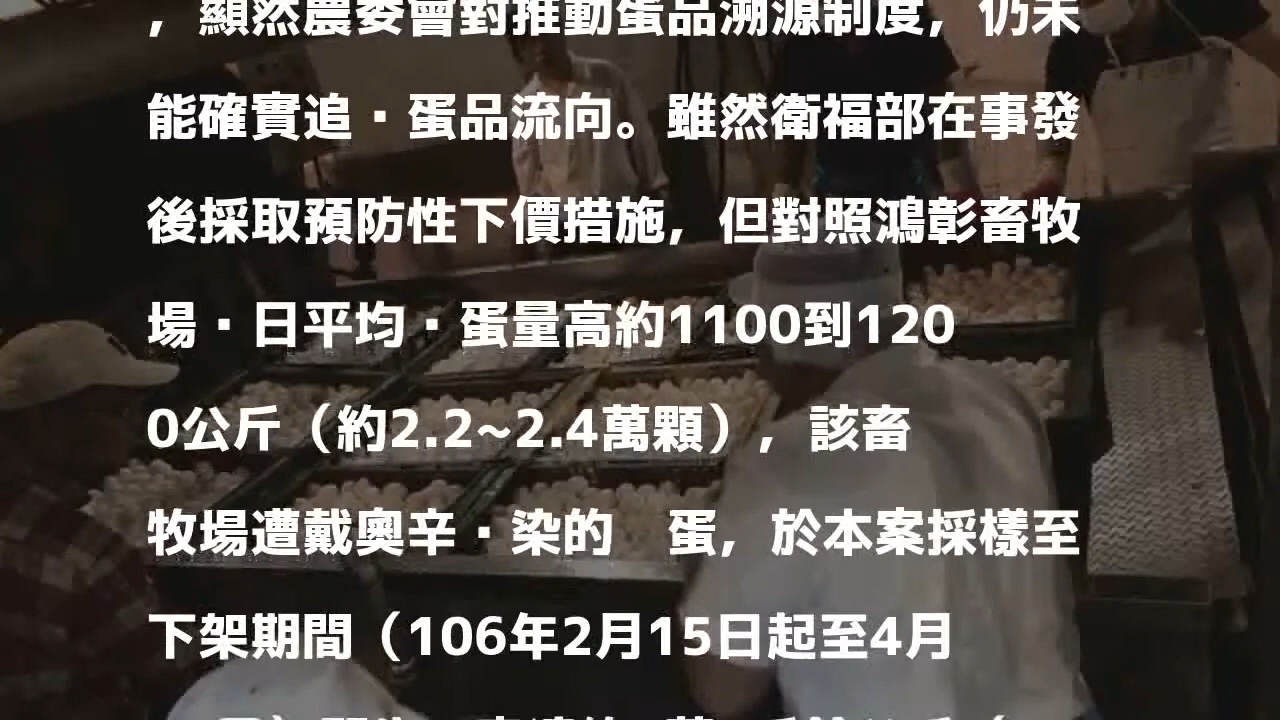 ，顯然農委會對推動蛋品溯源制度，仍未
能確實追·蛋品流向。雖然衛福部在事發
後採取預防性下價措施，但對照鴻彰畜牧
場·日平均·蛋量高約1100到120
0公斤（約2.2~2.4萬顆），該畜
牧場遭戴奧辛·染的　蛋，於本案採樣至
下架期間（106年2月15日起至4月